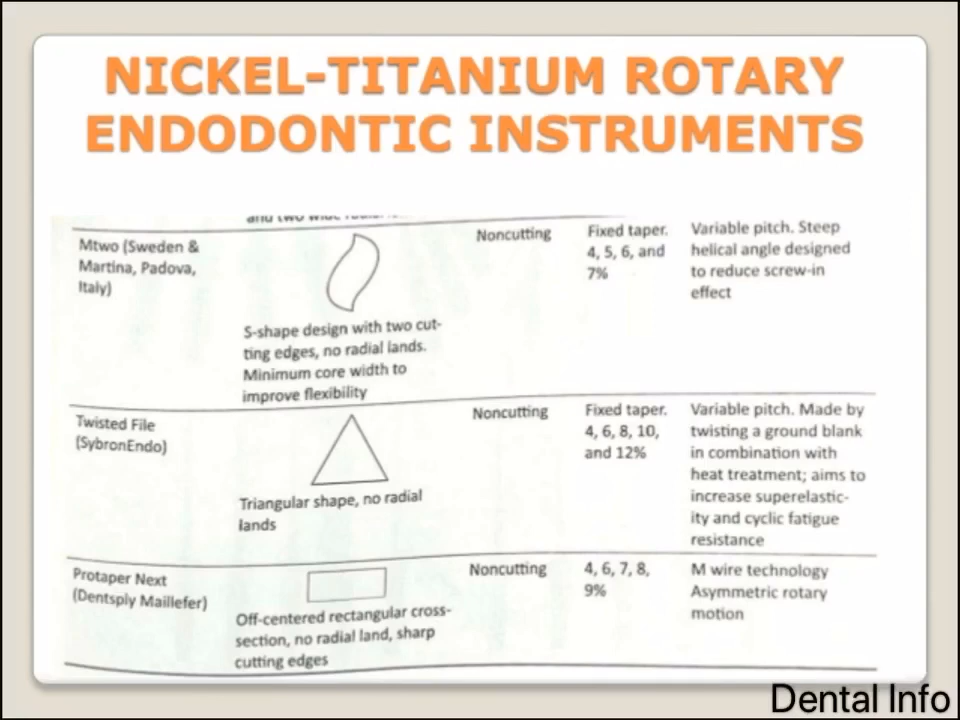 NICKEL-TITANIUM ROTARY
ENDODONTIC INSTRUMENTS
and two wide
Mtwo (Sweden &
Martina, Padova,
Italy)
S-shape design with two cut-
ting edges, no radial lands.
Minimum core width to
improve flexibility
Noncutting
Fixed taper.
4, 5, 6, and
7%
Variable pitch. Steep
helical angle designed
to reduce screw-in
effect
Twisted File
(SybronEndo)
Triangular shape, no radial
lands
Noncutting
Fixed taper.
4, 6, 8, 10,
and 12%
Variable pitch. Made by
twisting a ground blank
in combination with
heat treatment; aims to
increase superelastic-
ity and cyclic fatigue
resistance
Protaper Next
(Dentsply Maillefer)
Off-centered rectangular cross-
section, no radial land, sharp
cutting edges
Noncutting
4, 6, 7, 8,
9%
M wire technology
Asymmetric rotary
motion
Dental Info